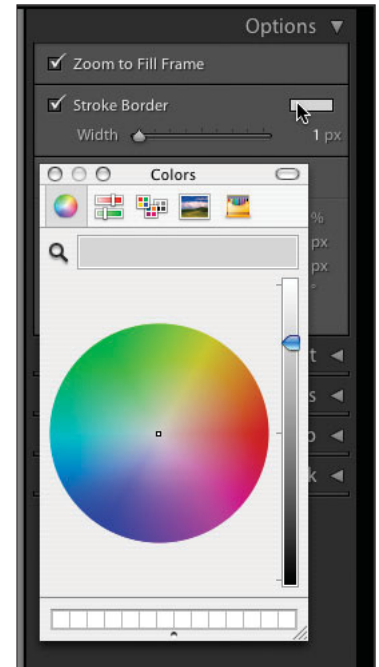 Options
Zoom to Fill Frame
Stroke Border
Width 1 px
Colors
%
px
px
°
t
s
p
k